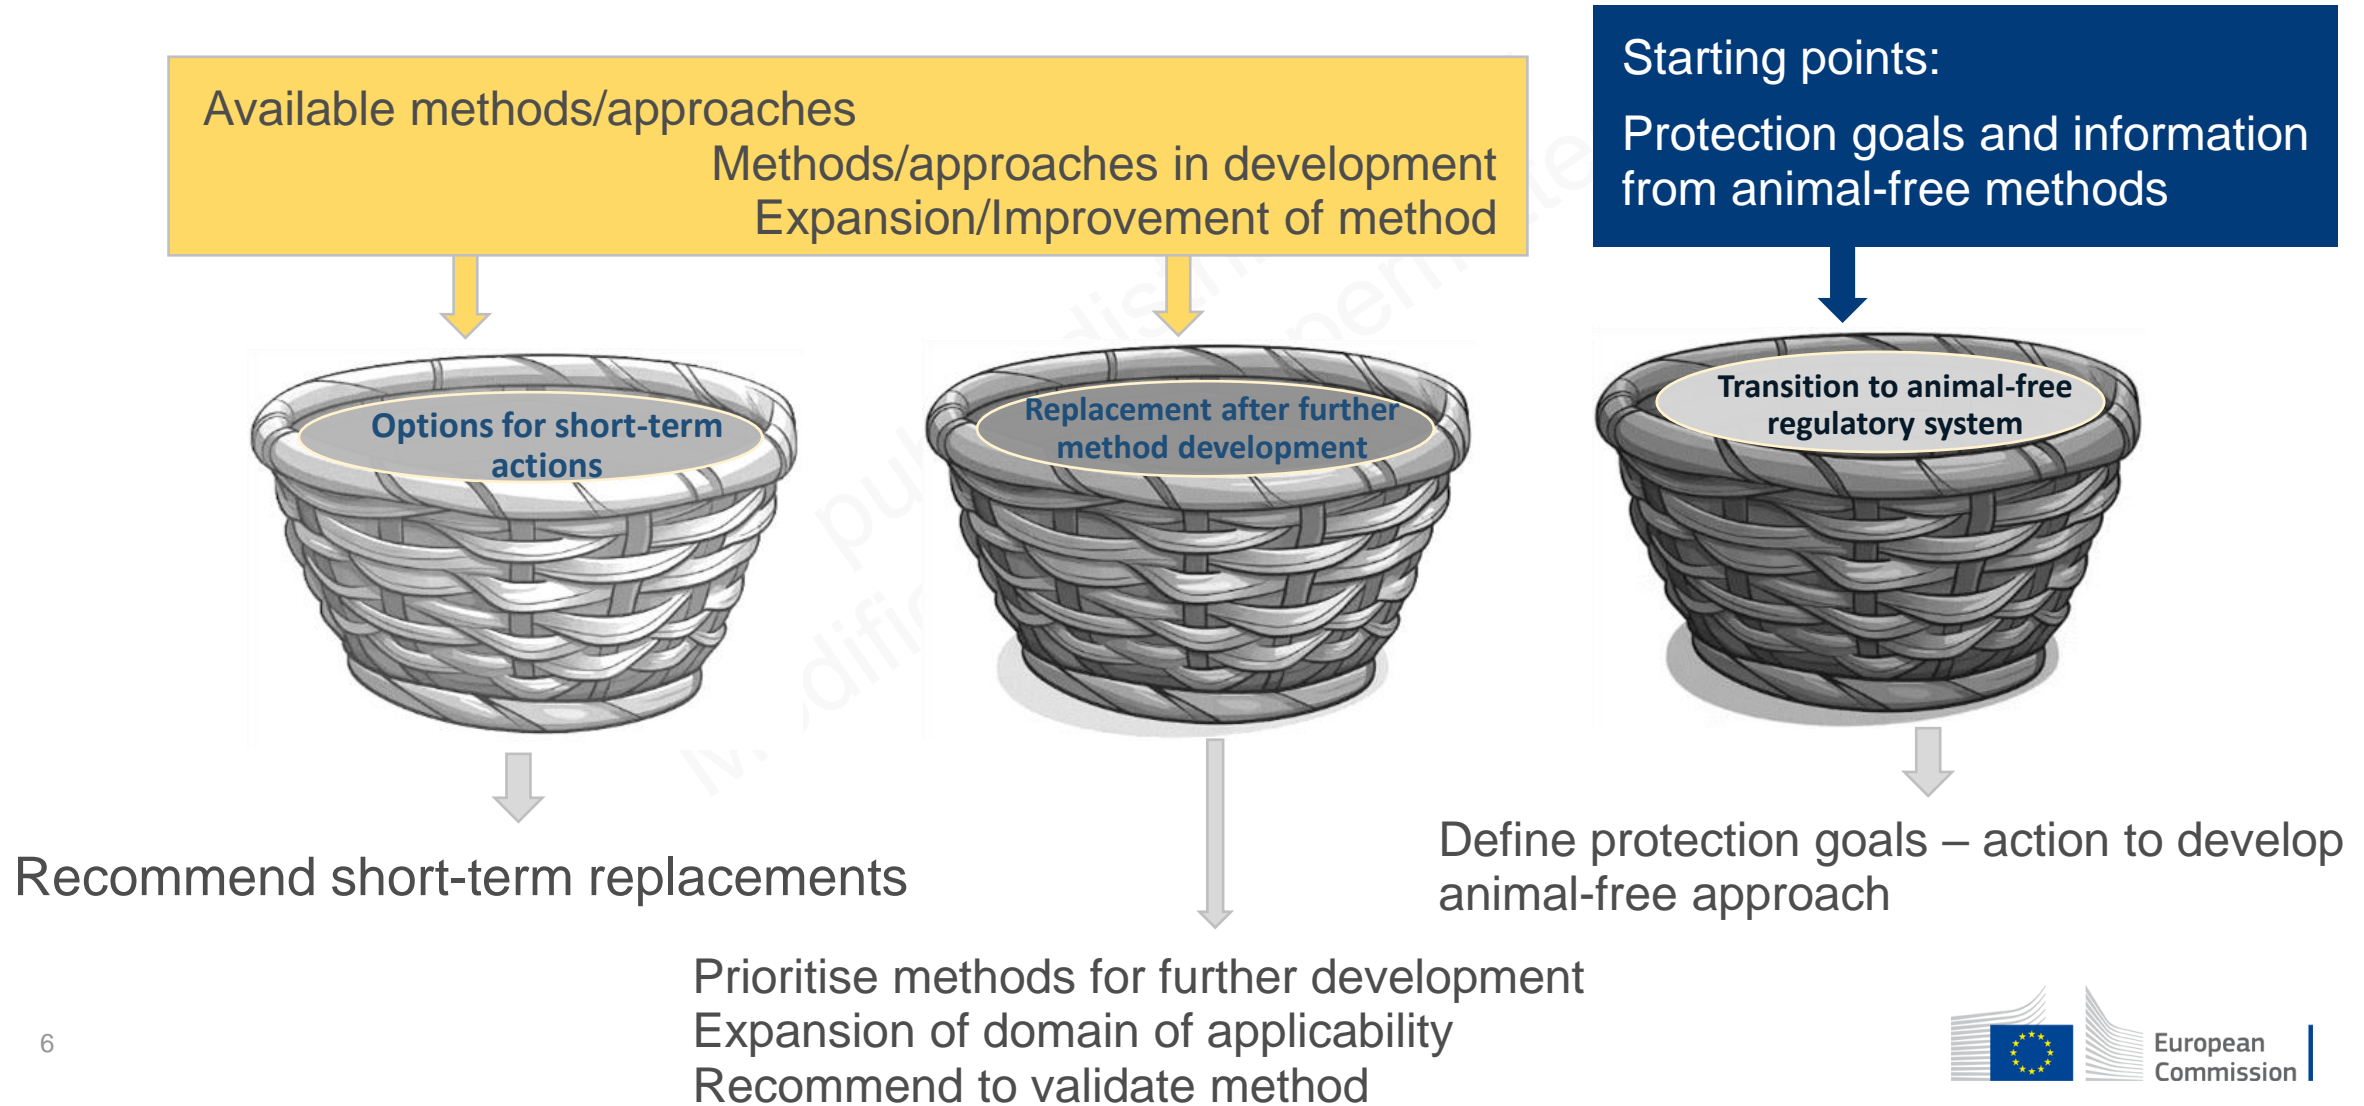 Available methods/approaches
Methods/approaches in development
Expansion/Improvement of method
Starting points:
Protection goals and information
from animal-free methods
Options for short-term
actions
Replacement after further
method development
Transition to animal-free
regulatory system
Recommend short-term replacements
Prioritise methods for further development
Expansion of domain of applicability
Recommend to validate method
Define protection goals – action to develop
animal-free approach
6
European
Commission